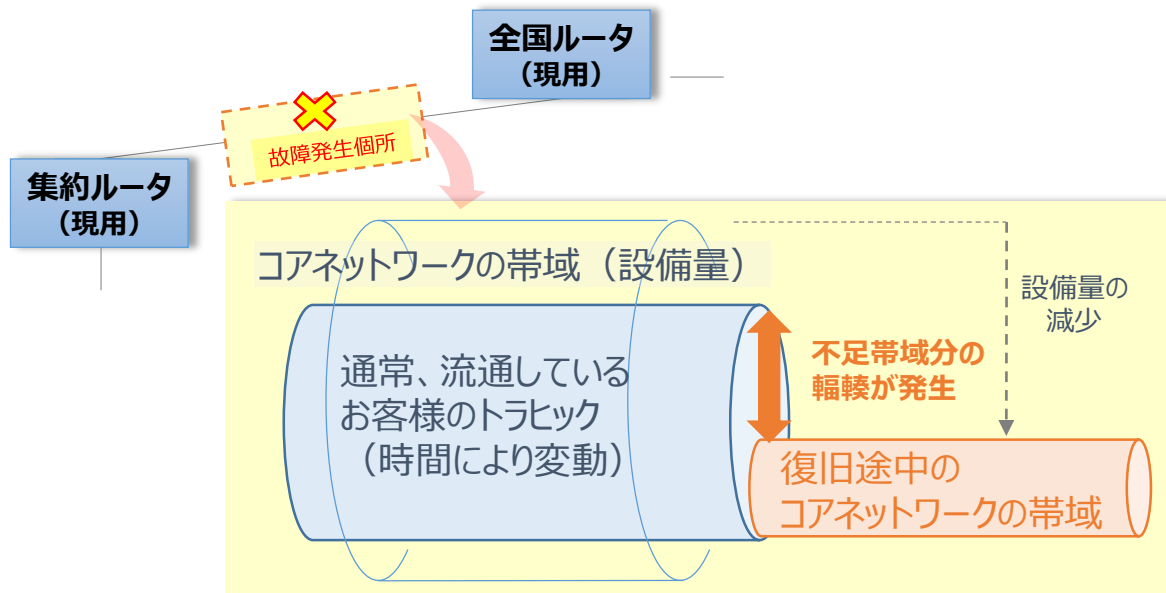 全国ルータ
（現用）
故障発生個所
集約ルータ
（現用）
コアネットワークの帯域（設備量）
設備量の
減少
通常、流通している
お客様のトラヒック
（時間により変動）
不足帯域分の
輻輳が発生
復旧途中の
コアネットワークの帯域